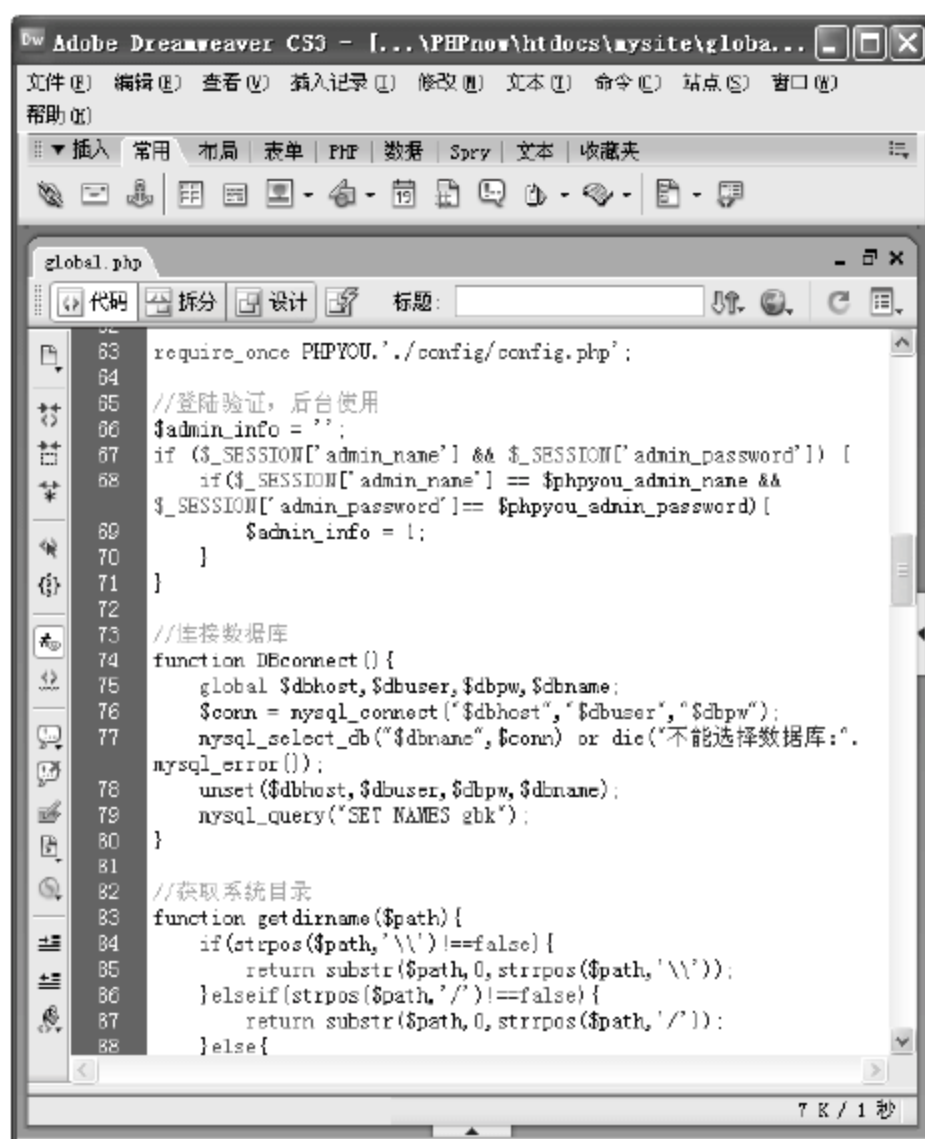 Dw Adobe Dreamweaver CS3 - [...\PHPnow\htdocs\mysite\globa...
文件(F) 编辑(E) 查看(V) 插入记录(I) 修改(M) 文本(T) 命令(C) 站点(S) 窗口(W)
帮助(H)
▼插入 常用 布局 表单 PHP 数据 Spry 文本 收藏夹
19
global.php
代码 拆分 设计 标题:
62
63 require_once PHPYOU.'./config/config.php';
64
65 //登陆验证，后台使用
66 $admin_info = '';
67 if ($_SESSION['admin_name'] && $_SESSION['admin_password']) {
68 if($_SESSION['admin_name'] == $phpyou_admin_name &&
$_SESSION['admin_password']== $phpyou_admin_password){
69 $admin_info = 1;
70 }
71 }
72
73 //连接数据库
74 function DBconnect(){
75 global $dbhost,$dbuser,$dbpw,$dbname;
76 $conn = mysql_connect("$dbhost","$dbuser","$dbpw");
77 mysql_select_db("$dbname",$conn) or die("不能选择数据库:".
mysql_error());
78 unset($dbhost,$dbuser,$dbpw,$dbname);
79 mysql_query("SET NAMES gbk");
80 }
81
82 //获取系统目录
83 function getdirname($path){
84 if(strpos($path,'\\')!==false){
85 return substr($path,0,strrpos($path,'\\'));
86 }elseif(strpos($path,'/')!==false){
87 return substr($path,0,strrpos($path,'/'));
88 }else{
7 K / 1 秒